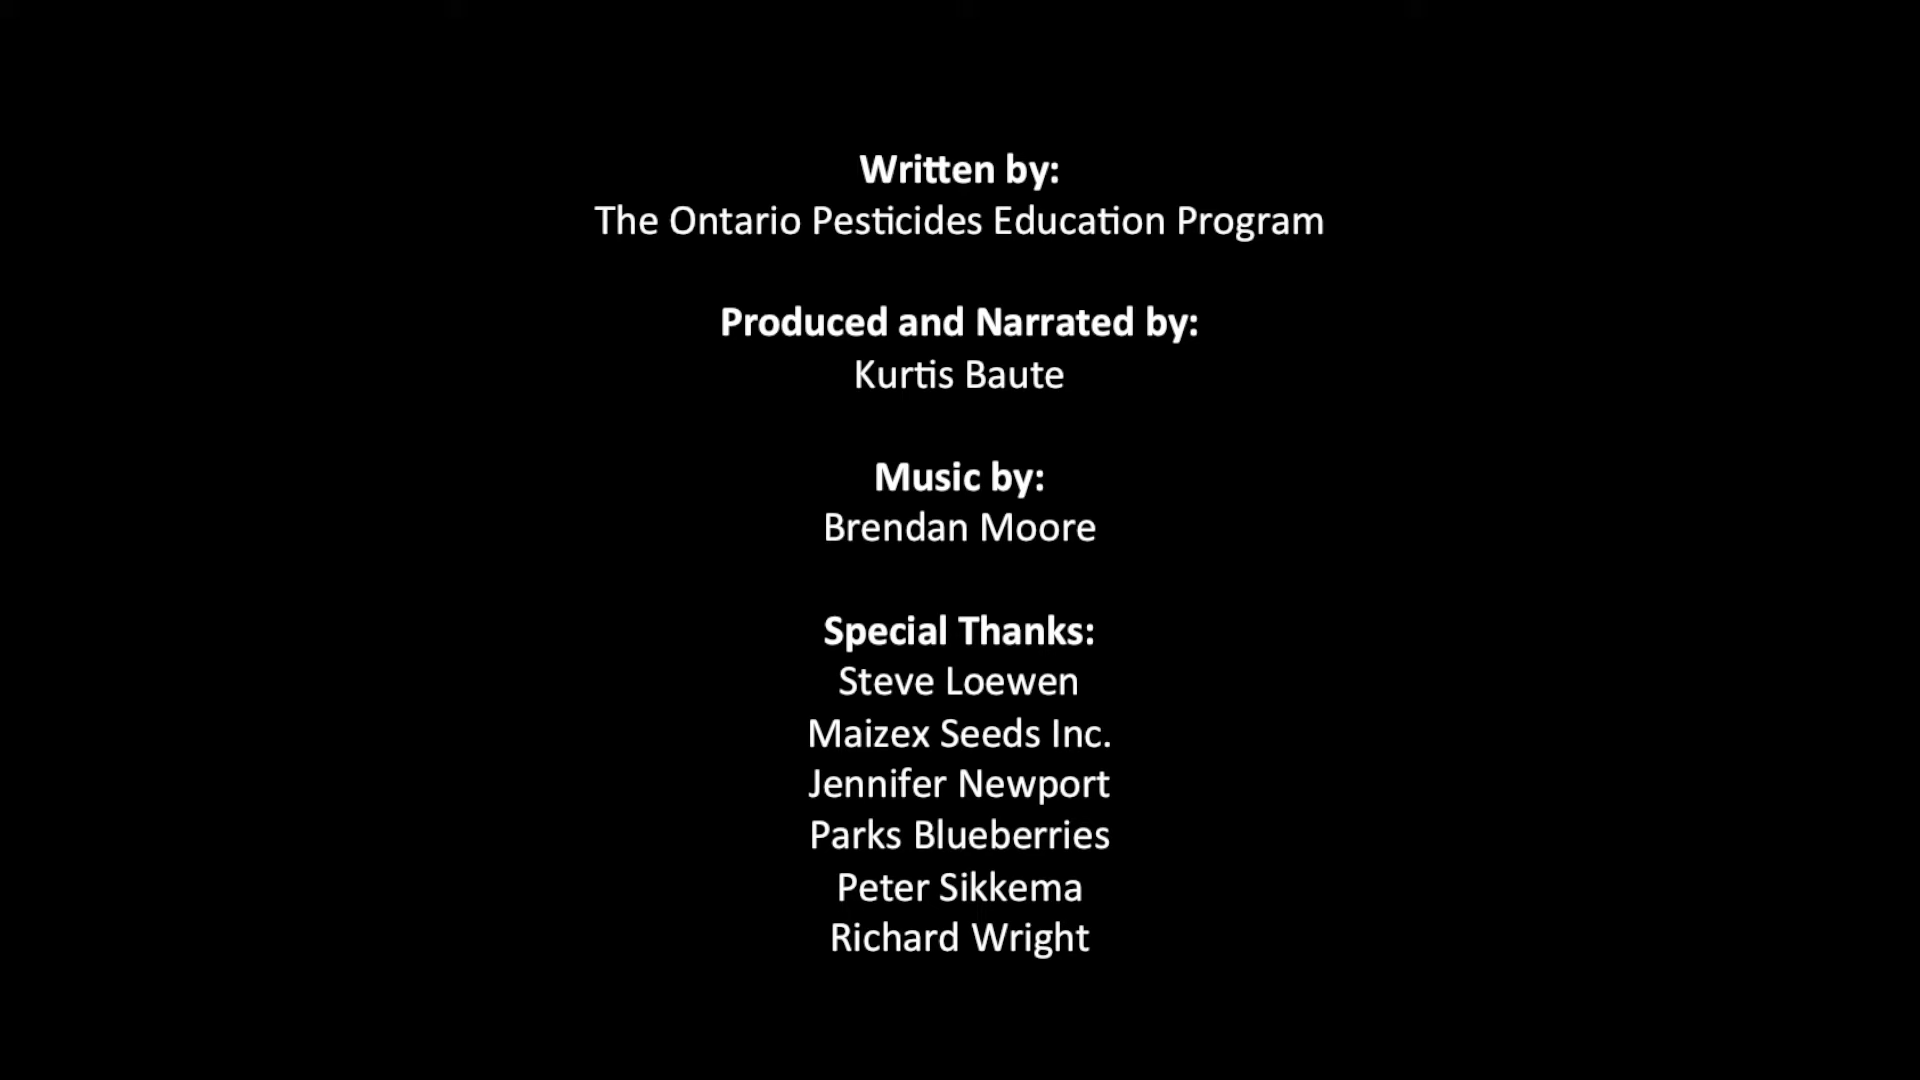 Written by:
The Ontario Pesticides Education Program
Produced and Narrated by:
Kurtis Baute
Music by:
Brendan Moore
Special Thanks:
Steve Loewen
Maizex Seeds Inc.
Jennifer Newport
Parks Blueberries
Peter Sikkema
Richard Wright